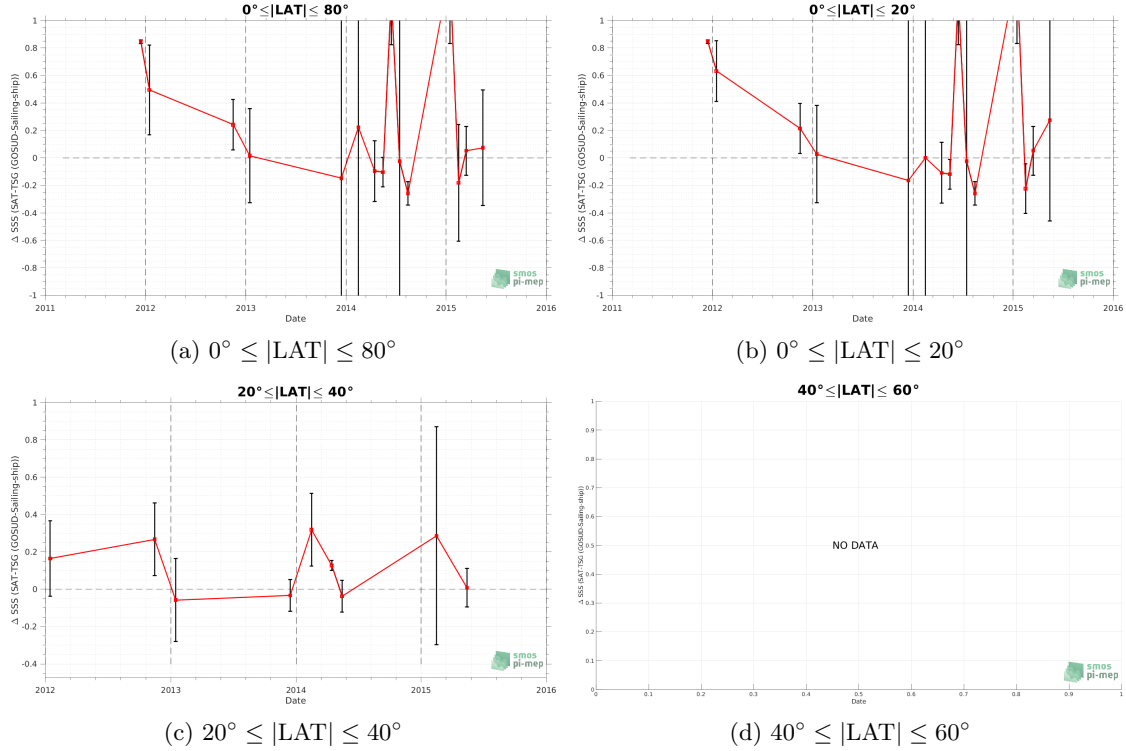 0°≤|LAT|≤ 80°
Δ SSS (SAT-TSG (GOSUD-Sailing-ship))
1
0.8
0.6
0.4
0.2
0
-0.2
-0.4
-0.6
-0.8
-1
2011 2012 2013 2014 2015 2016
Date
smos
pi-mep
(a) 0° ≤ |LAT| ≤ 80°
0°≤|LAT|≤ 20°
Δ SSS (SAT-TSG (GOSUD-Sailing-ship))
1
0.8
0.6
0.4
0.2
0
-0.2
-0.4
-0.6
-0.8
-1
2011 2012 2013 2014 2015 2016
Date
smos
pi-mep
(b) 0° ≤ |LAT| ≤ 20°
20°≤|LAT|≤ 40°
Δ SSS (SAT-TSG (GOSUD-Sailing-ship))
1
0.8
0.6
0.4
0.2
0
-0.2
-0.4
2012 2013 2014 2015 2016
Date
smos
pi-mep
(c) 20° ≤ |LAT| ≤ 40°
40°≤|LAT|≤ 60°
Δ SSS (SAT-TSG (GOSUD-Sailing-ship))
1
0.9
0.8
0.7
0.6
0.5
0.4
0.3
0.2
0.1
0
NO DATA
0 0.1 0.2 0.3 0.4 0.5 0.6 0.7 0.8 0.9 1
Date
smos
pi-mep
(d) 40° ≤ |LAT| ≤ 60°